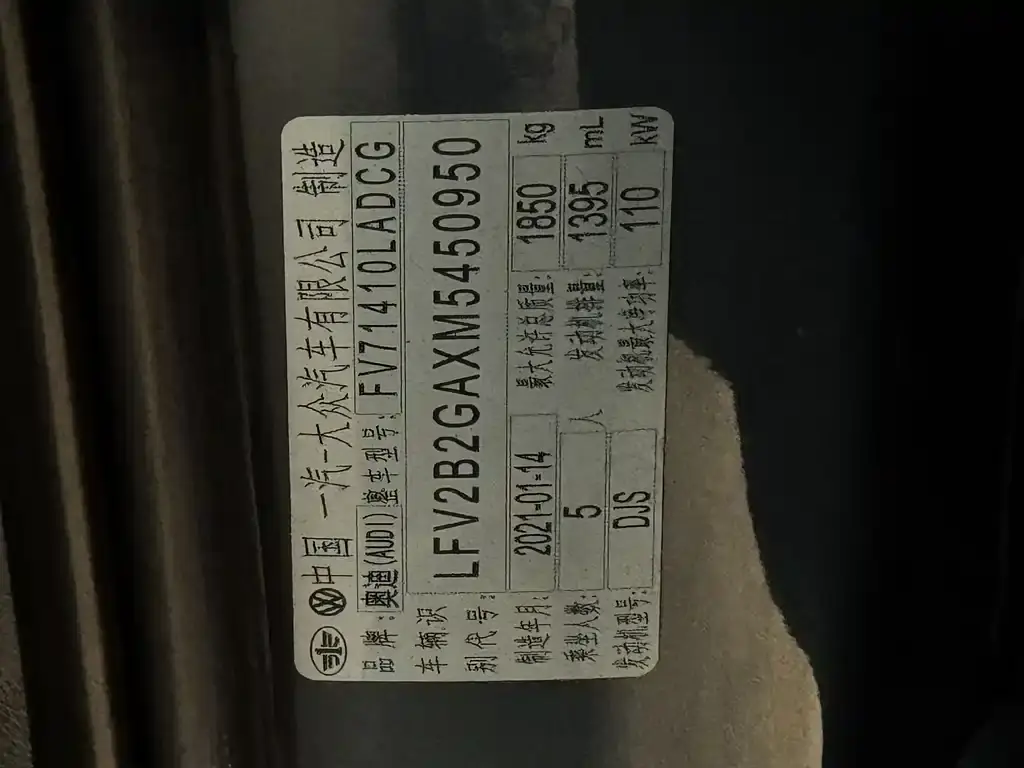 中国 一汽-大众汽车有限公司 制造
品牌:奥迪(AUDI) 整车型号:FV71410LADCG
车辆识别代号: LFV2B2GAXM5450950
制造年月: 2021-01-14 最大允许总质量: 1850 kg
乘坐人数: 5 人 发动机排量: 1395 mL
发动机型号: DJS 发动机最大净功率: 110 kW